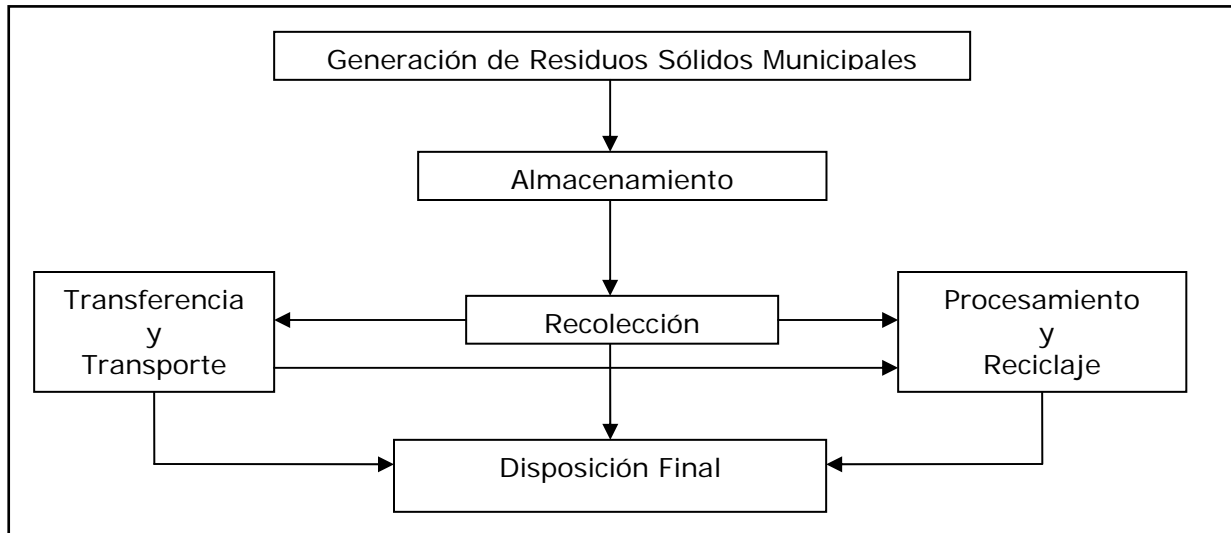 Generación de Residuos Sólidos Municipales
Almacenamiento
Transferencia
y
Transporte
Recolección
Procesamiento
y
Reciclaje
Disposición Final